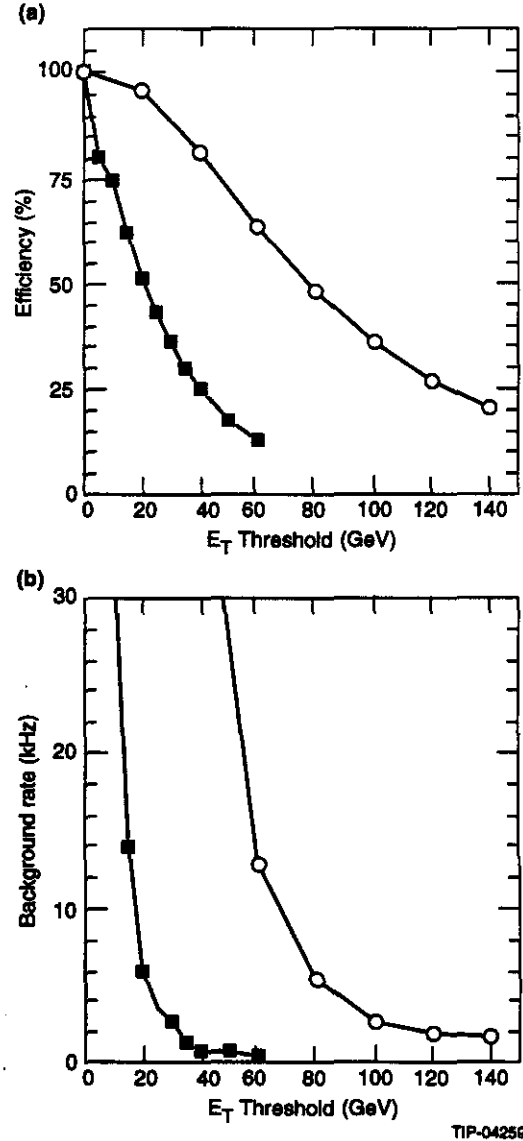 (a)
100
75
50
25
0
Efficiency (%)
0 20 40 60 80 100 120 140
E_T Threshold (GeV)
(b)
30
20
10
0
Background rate (kHz)
0 20 40 60 80 100 120 140
E_T Threshold (GeV)
TIP-04259